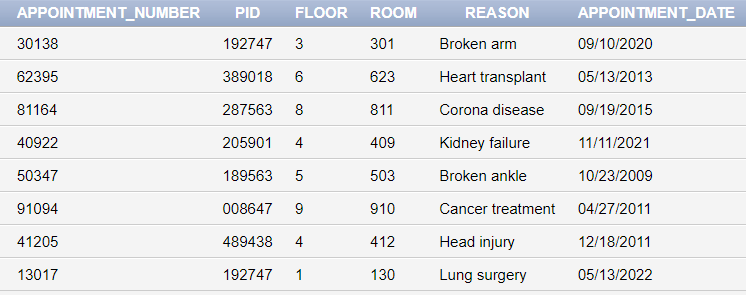 APPOINTMENT_NUMBER PID FLOOR ROOM REASON APPOINTMENT_DATE
30138 192747 3 301 Broken arm 09/10/2020
62395 389018 6 623 Heart transplant 05/13/2013
81164 287563 8 811 Corona disease 09/19/2015
40922 205901 4 409 Kidney failure 11/11/2021
50347 189563 5 503 Broken ankle 10/23/2009
91094 008647 9 910 Cancer treatment 04/27/2011
41205 489438 4 412 Head injury 12/18/2011
13017 192747 1 130 Lung surgery 05/13/2022